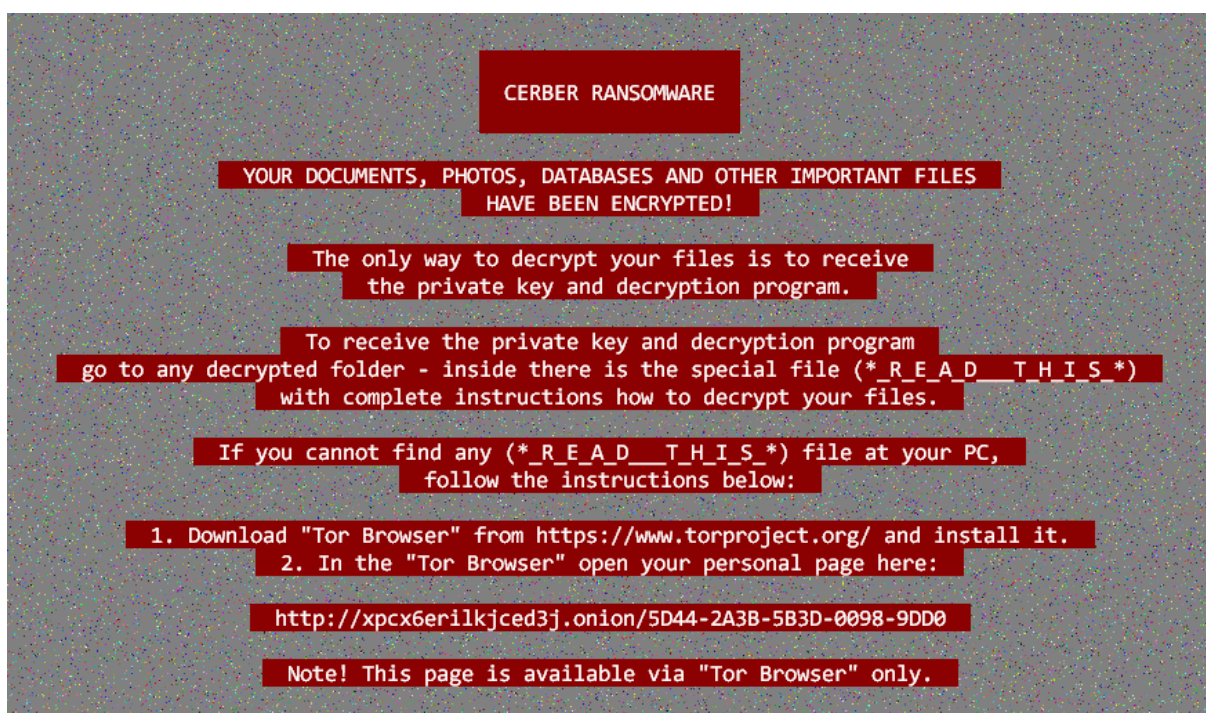 CERBER RANSOMWARE
YOUR DOCUMENTS, PHOTOS, DATABASES AND OTHER IMPORTANT FILES
HAVE BEEN ENCRYPTED!
The only way to decrypt your files is to receive
the private key and decryption program.
To receive the private key and decryption program
go to any decrypted folder - inside there is the special file (*_R_E_A_D___T_H_I_S_*)
with complete instructions how to decrypt your files.
If you cannot find any (*_R_E_A_D___T_H_I_S_*) file at your PC,
follow the instructions below:
1. Download "Tor Browser" from https://www.torproject.org/ and install it.
2. In the "Tor Browser" open your personal page here:
http://xpcx6erilkjced3j.onion/5D44-2A3B-5B3D-0098-9DD0
Note! This page is available via "Tor Browser" only.